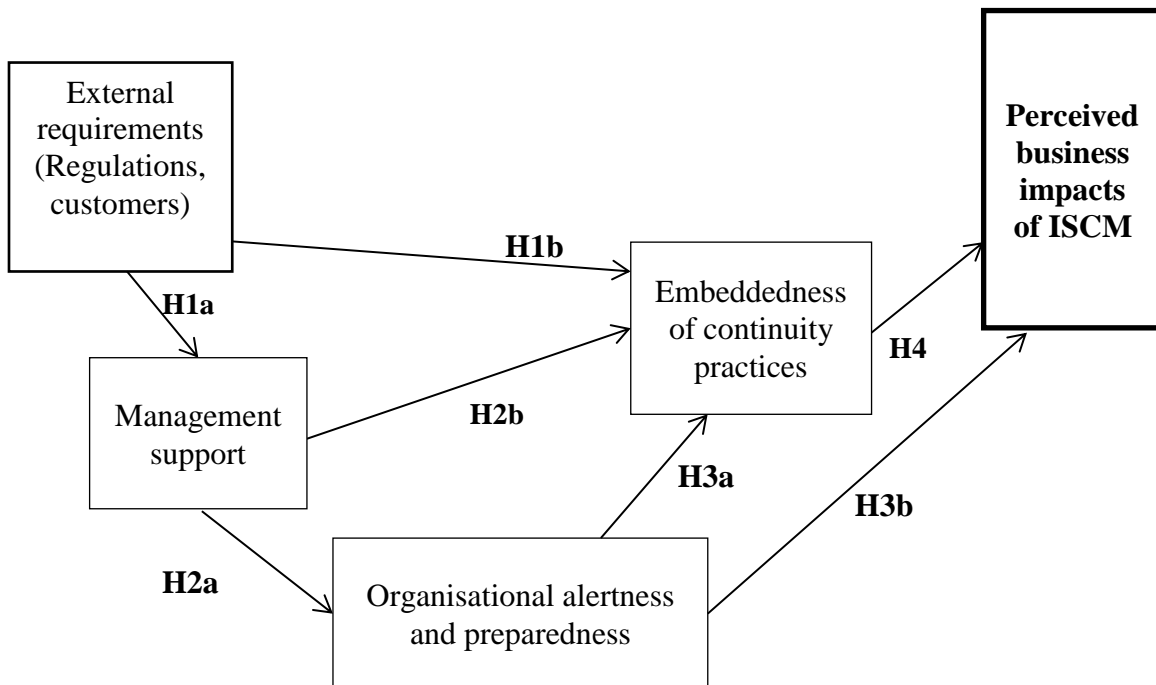 External
requirements
(Regulations,
customers)
Perceived
business
impacts
of ISCM
H1b
H1a
Embeddedness
of continuity
practices
H4
Management
support
H2b
H3a
H3b
H2a
Organisational alertness
and preparedness